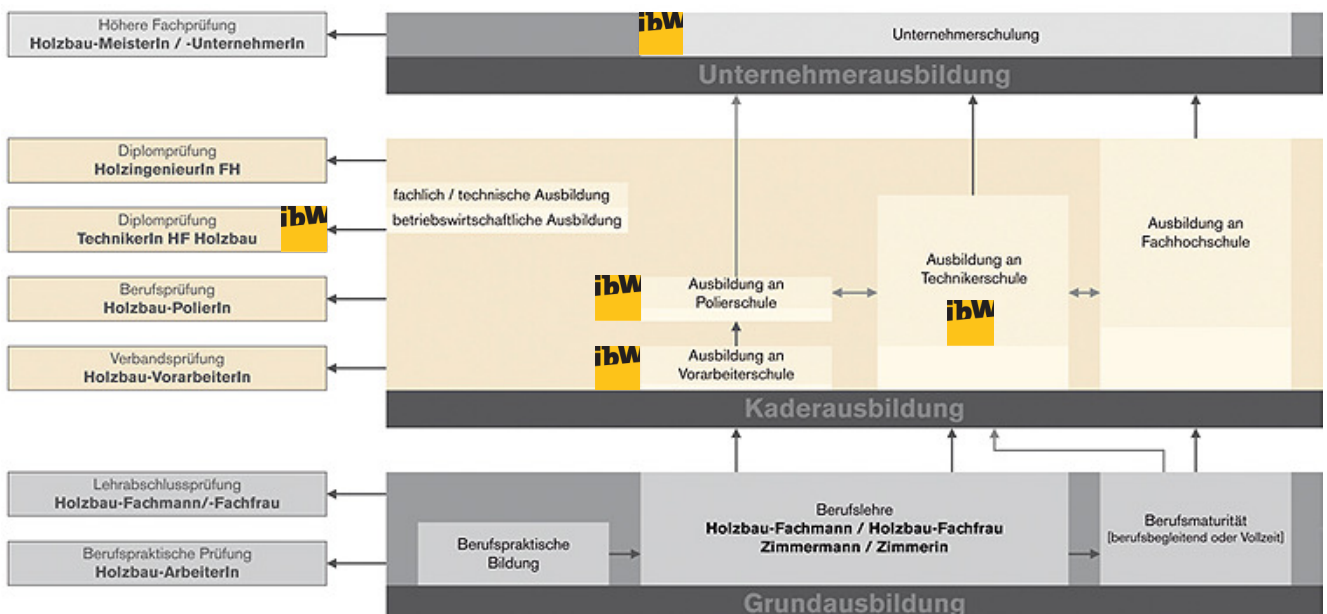 Höhere Fachprüfung
Holzbau-MeisterIn / -UnternehmerIn
ibW
Unternehmerschulung
Unternehmerausbildung
Diplomprüfung
HolzingenieurIn FH
fachlich / technische Ausbildung
betriebswirtschaftliche Ausbildung
Diplomprüfung
TechnikerIn HF Holzbau
ibW
Ausbildung an
Fachhochschule
Ausbildung an
Technikerschule
ibW
Berufsprüfung
Holzbau-PolierIn
ibW
Ausbildung an
Polierschule
Verbandsprüfung
Holzbau-VorarbeiterIn
ibW
Ausbildung an
Vorarbeiterschule
Kaderausbildung
Lehrabschlussprüfung
Holzbau-Fachmann/-Fachfrau
Berufspraktische Prüfung
Holzbau-ArbeiterIn
Berufspraktische
Bildung
Berufslehre
Holzbau-Fachmann / Holzbau-Fachfrau
Zimmermann / Zimmerin
Berufsmaturität
[berufsbegleitend oder Vollzeit]
Grundausbildung